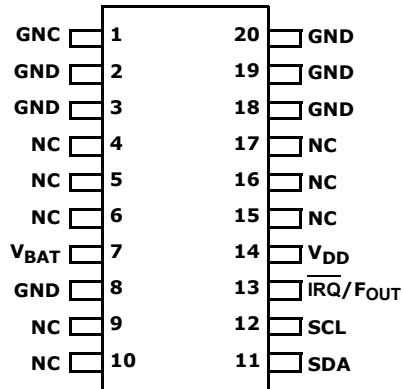 GNC 1 20 GND
GND 2 19 GND
GND 3 18 GND
NC 4 17 NC
NC 5 16 NC
NC 6 15 NC
VBAT 7 14 VDD
GND 8 13 IRQ/FOUT
NC 9 12 SCL
NC 10 11 SDA